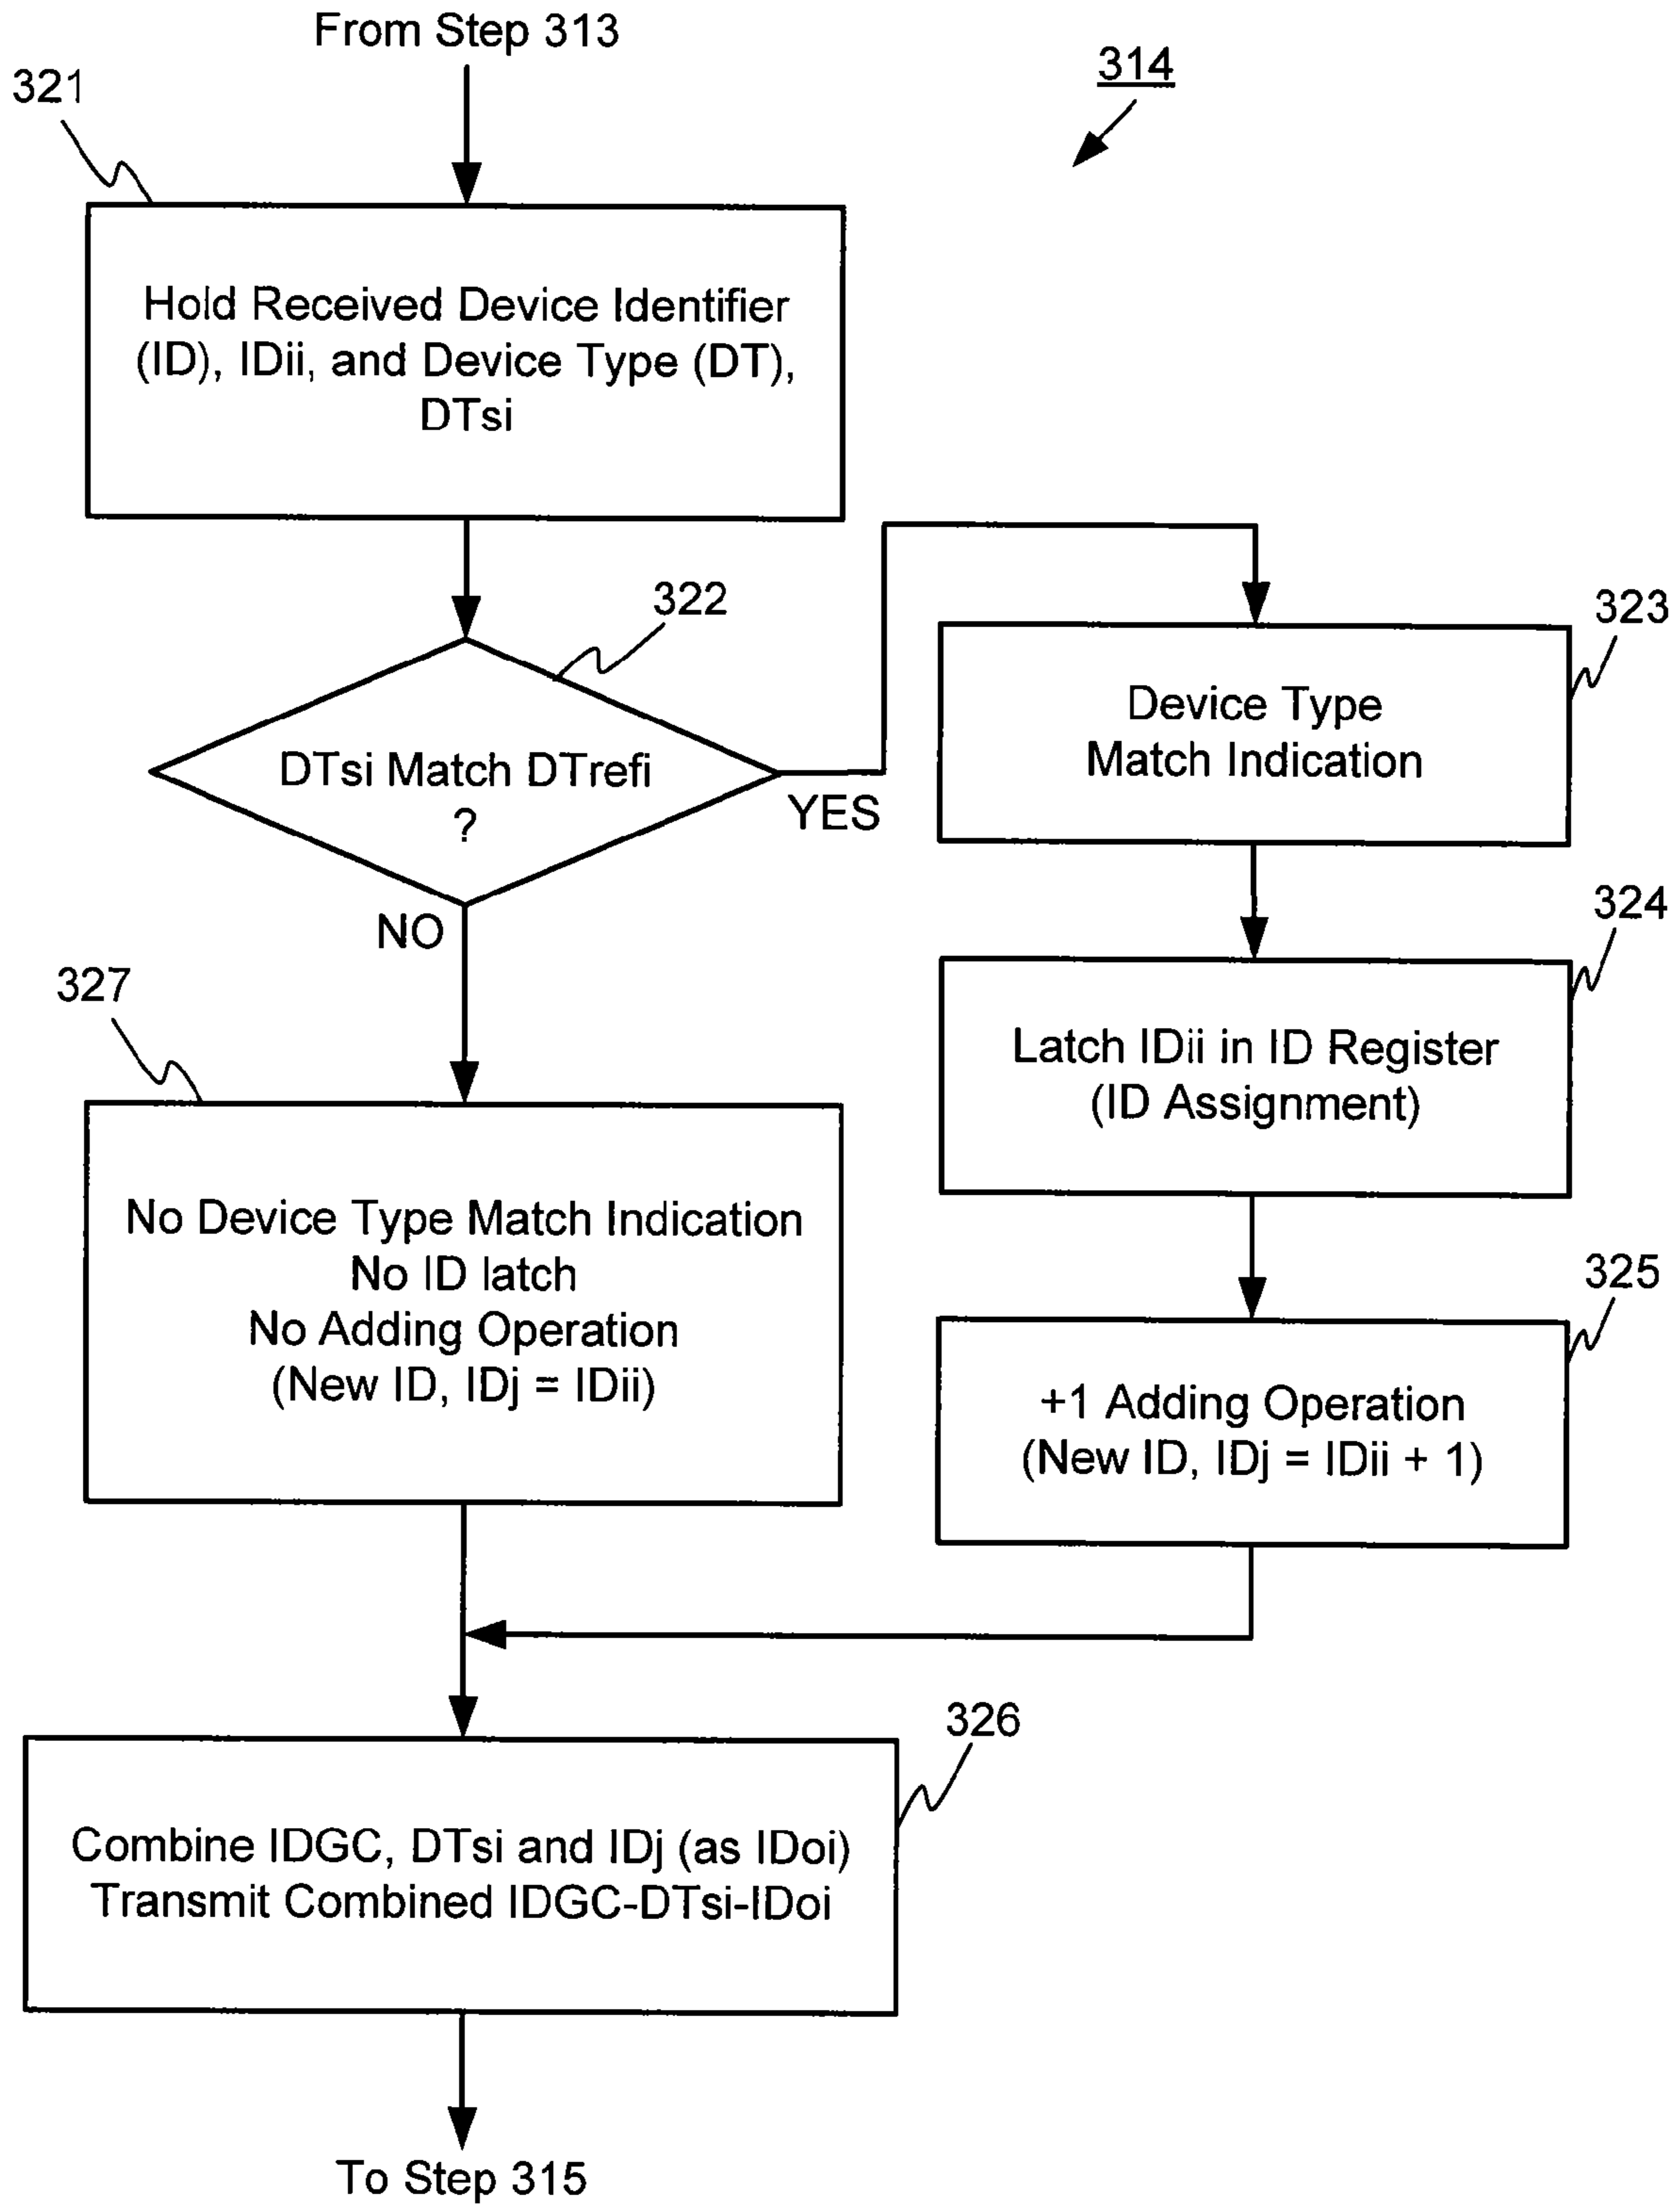 From Step 313
314
321
Hold Received Device Identifier
(ID), IDii, and Device Type (DT),
DTsi
322
DTsi Match DTrefi
?
YES
NO
323
Device Type
Match Indication
324
Latch IDii in ID Register
(ID Assignment)
327
No Device Type Match Indication
No ID latch
No Adding Operation
(New ID, IDj = IDii)
325
+1 Adding Operation
(New ID, IDj = IDii + 1)
326
Combine IDGC, DTsi and IDj (as IDoi)
Transmit Combined IDGC-DTsi-IDoi
To Step 315